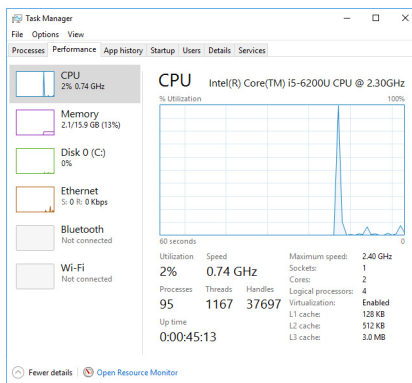 Task Manager
File Options View
Processes Performance App history Startup Users Details Services
CPU
2% 0.74 GHz
Memory
2.1/15.9 GB (13%)
Disk 0 (C:)
0%
Ethernet
S: 0 R: 0 Kbps
Bluetooth
Not connected
Wi-Fi
Not connected
CPU Intel(R) Core(TM) i5-6200U CPU @ 2.30GHz
% Utilization 100%
60 seconds 0
Utilization Speed
2% 0.74 GHz
Processes Threads Handles
95 1167 37697
Up time
0:00:45:13
Maximum speed: 2.40 GHz
Sockets: 1
Cores: 2
Logical processors: 4
Virtualization: Enabled
L1 cache: 128 KB
L2 cache: 512 KB
L3 cache: 3.0 MB
Fewer details Open Resource Monitor